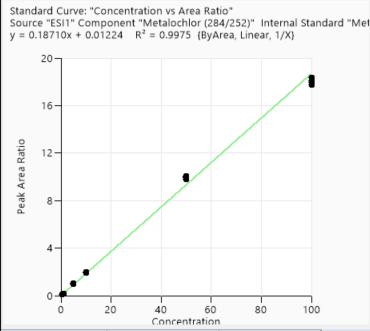 Standard Curve: "Concentration vs Area Ratio"
Source "ESI1" Component "Metalochlor (284/252)" Internal Standard "Met
y = 0.18710x + 0.01224 R² = 0.9975 (ByArea, Linear, 1/X)
20
16
12
8
4
0
Peak Area Ratio
0 20 40 60 80 100
Concentration